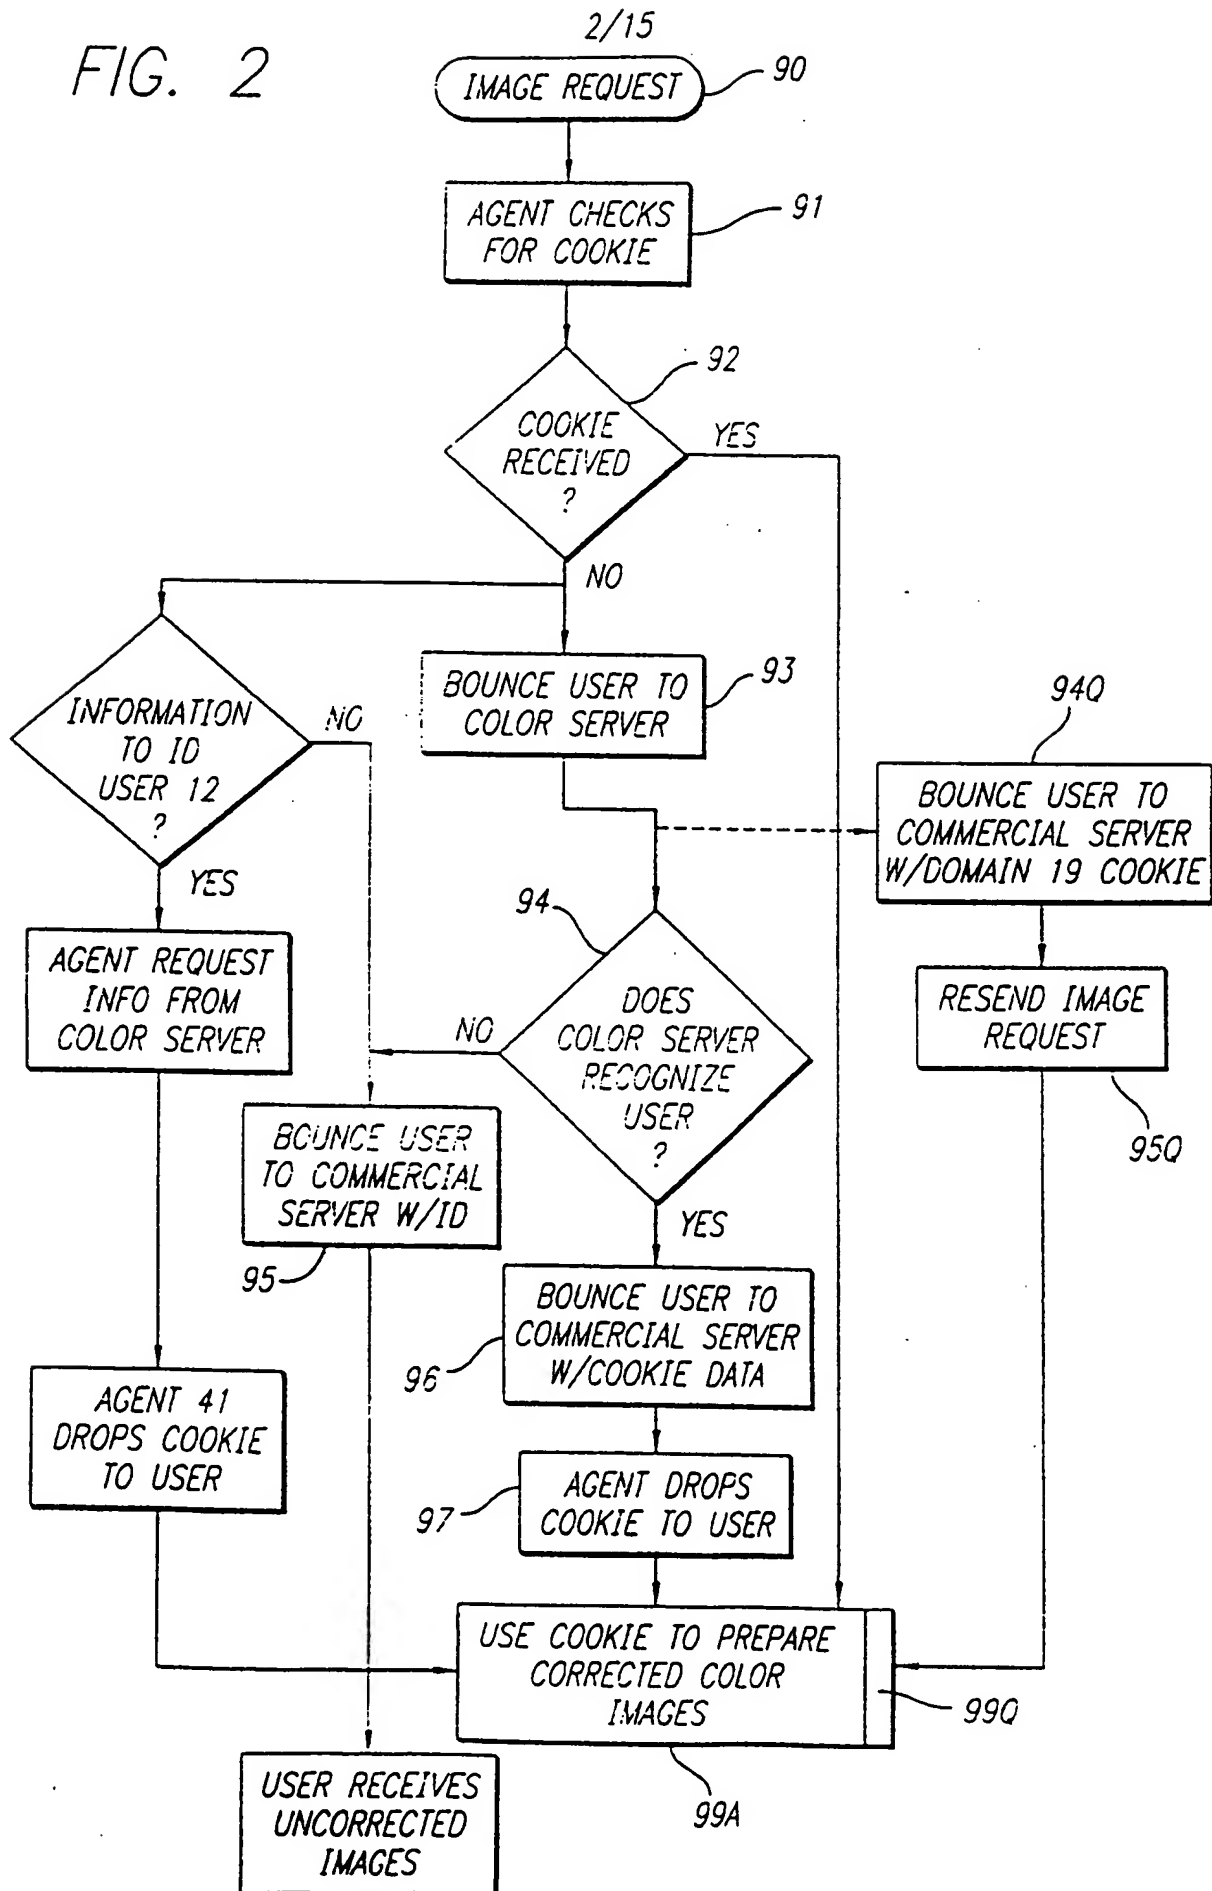 2/15
FIG. 2
IMAGE REQUEST
90
AGENT CHECKS
FOR COOKIE
91
92
COOKIE
RECEIVED
?
YES
NO
BOUNCE USER TO
COLOR SERVER
93
INFORMATION
TO ID
USER 12
?
NO
YES
94Q
BOUNCE USER TO
COMMERCIAL SERVER
W/DOMAIN 19 COOKIE
94
DOES
COLOR SERVER
RECOGNIZE
USER
?
NO
YES
AGENT REQUEST
INFO FROM
COLOR SERVER
RESEND IMAGE
REQUEST
95Q
BOUNCE USER
TO COMMERCIAL
SERVER W/ID
95
BOUNCE USER TO
COMMERCIAL SERVER
W/COOKIE DATA
96
AGENT 41
DROPS COOKIE
TO USER
AGENT DROPS
COOKIE TO USER
97
USE COOKIE TO PREPARE
CORRECTED COLOR
IMAGES
99Q
99A
USER RECEIVES
UNCORRECTED
IMAGES